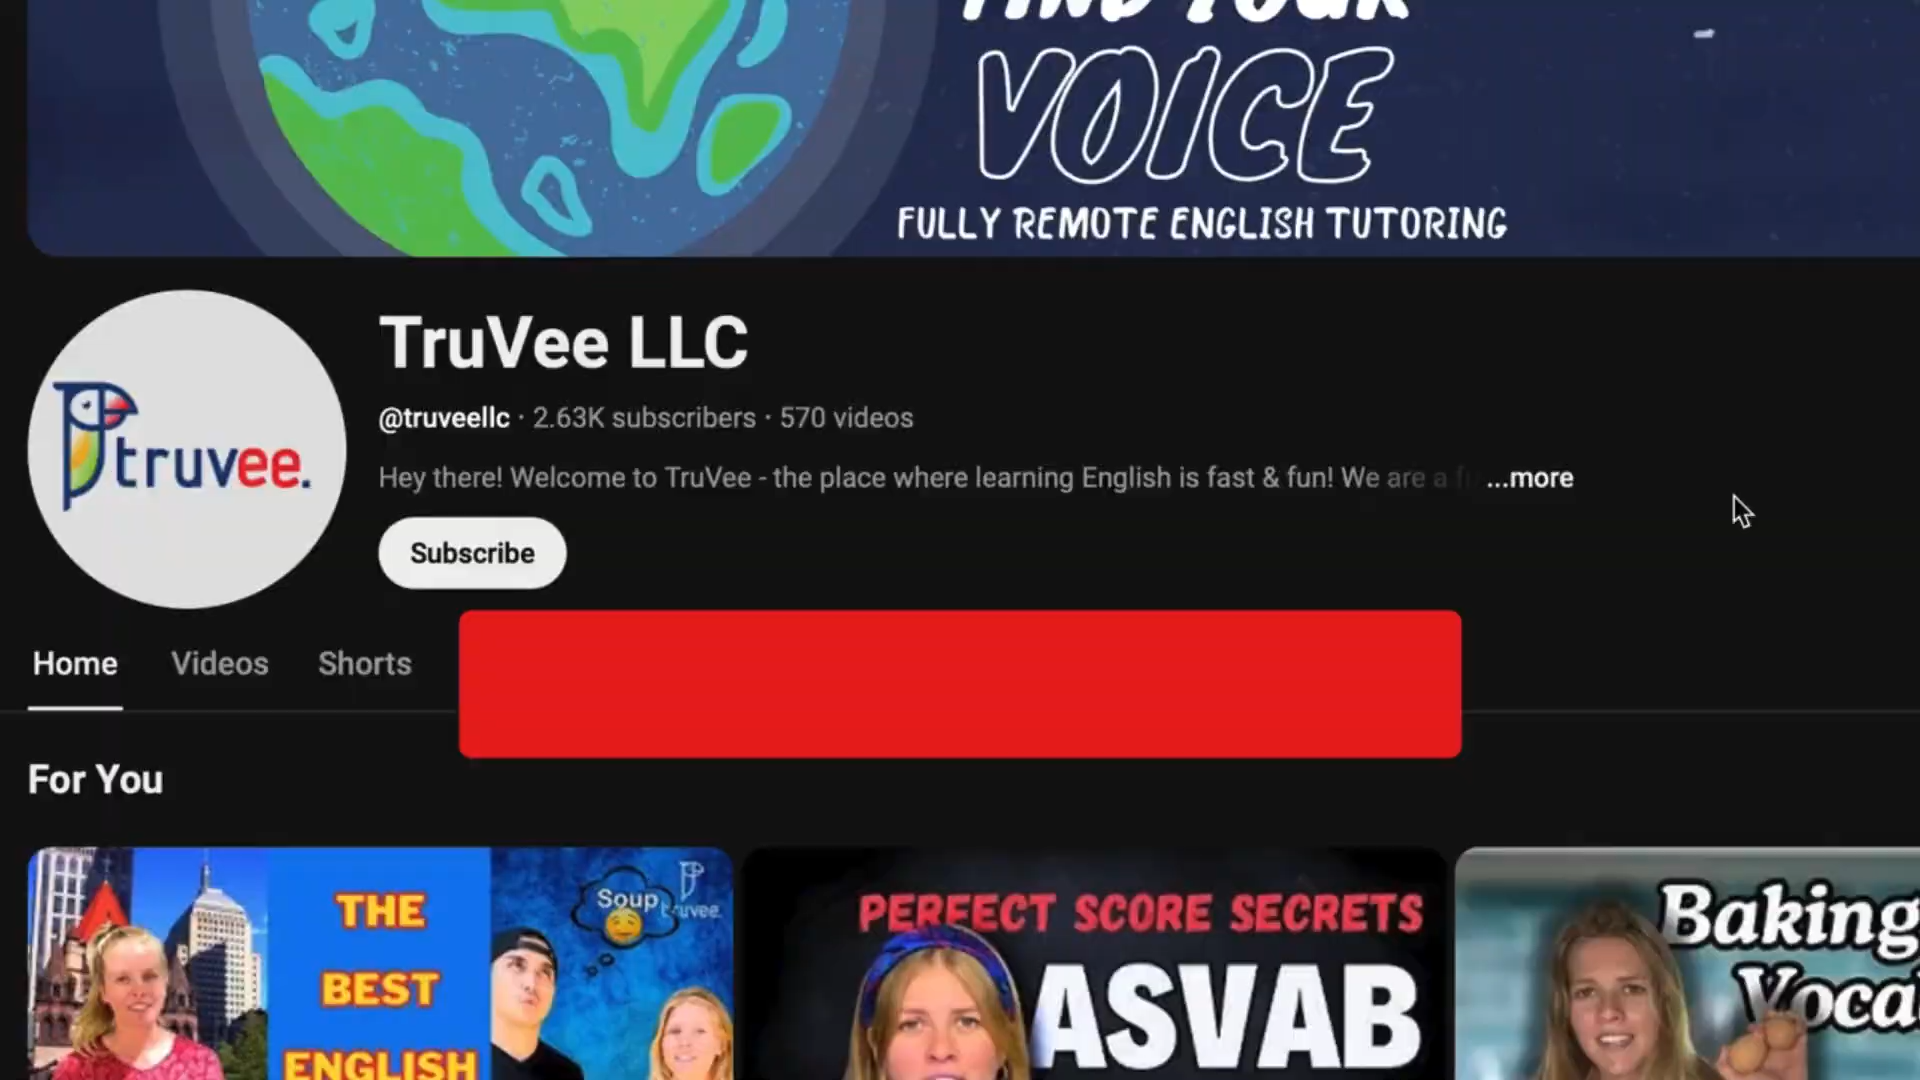 FIND YOUR
VOICE
FULLY REMOTE ENGLISH TUTORING
TruVee LLC
@truveellc · 2.63K subscribers · 570 videos
truvee.
Hey there! Welcome to TruVee - the place where learning English is fast & fun! We are a ...more
Subscribe
Home Videos Shorts
For You
THE
BEST
ENGLISH
Soup
truvee.
PERFECT SCORE SECRETS
ASVAB
Baking